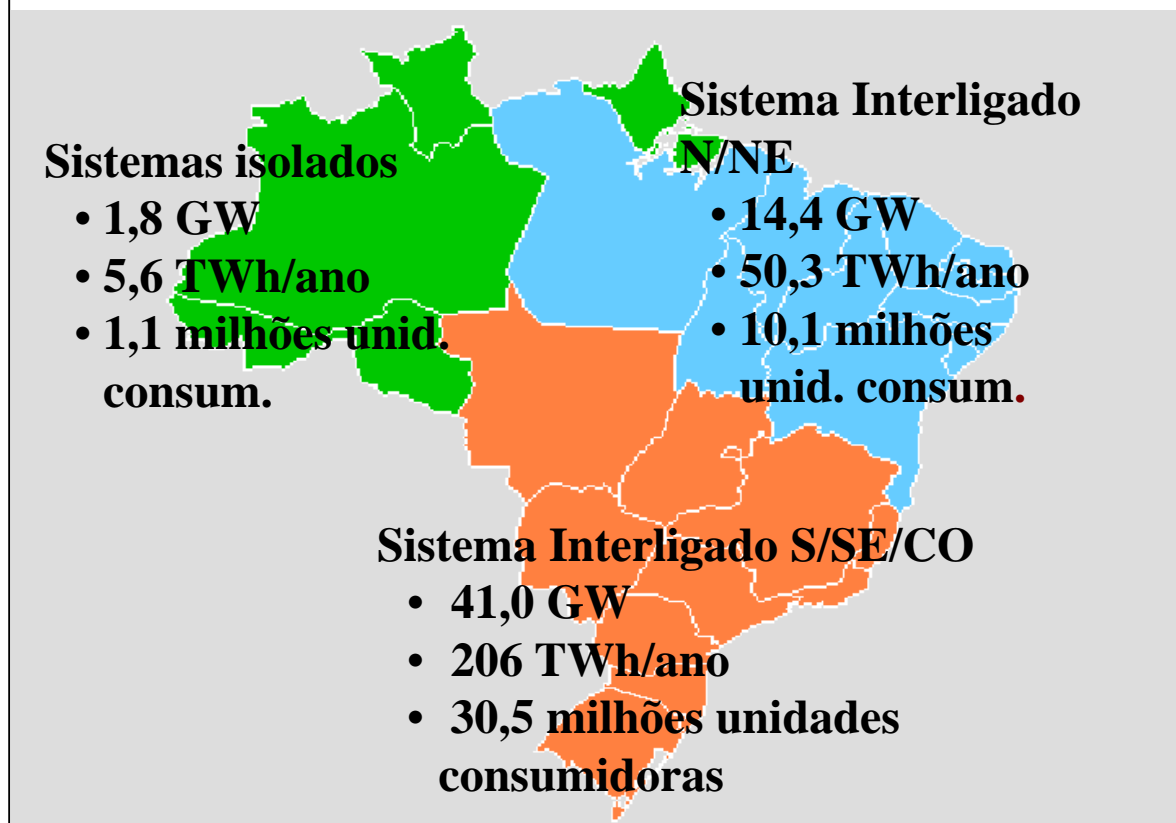 Sistemas isolados
• 1,8 GW
• 5,6 TWh/ano
• 1,1 milhões unid.
consum.
Sistema Interligado
N/NE
• 14,4 GW
• 50,3 TWh/ano
• 10,1 milhões
unid. consum.
Sistema Interligado S/SE/CO
• 41,0 GW
• 206 TWh/ano
• 30,5 milhões unidades
consumidoras